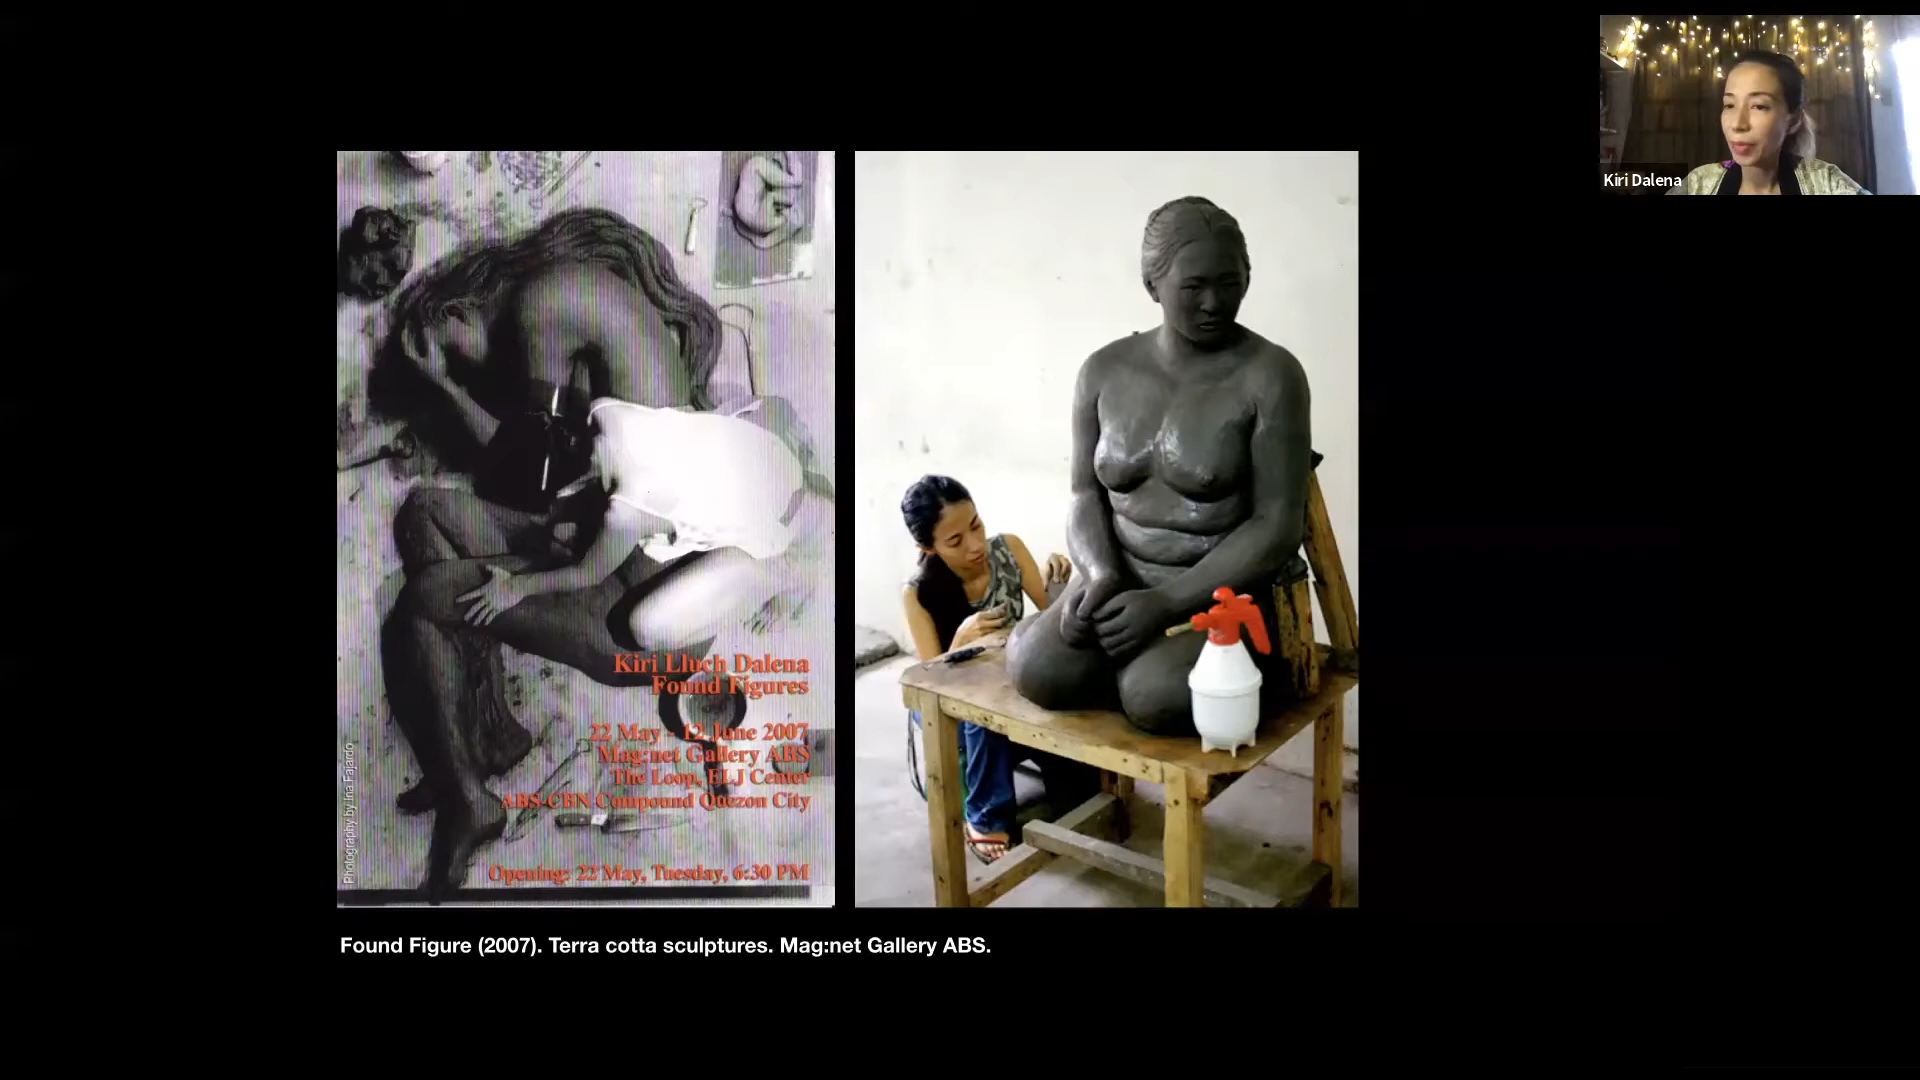 Kiri Dalena
Kiri Lluch Dalena
Found Figures
22 May - 12 June 2007
Mag:net Gallery ABS
The Loop, ELJ Center
ABS-CBN Compound Quezon City
Opening: 22 May, Tuesday, 6:30 PM
Photography by Ina Fajardo
Found Figure (2007). Terra cotta sculptures. Mag:net Gallery ABS.